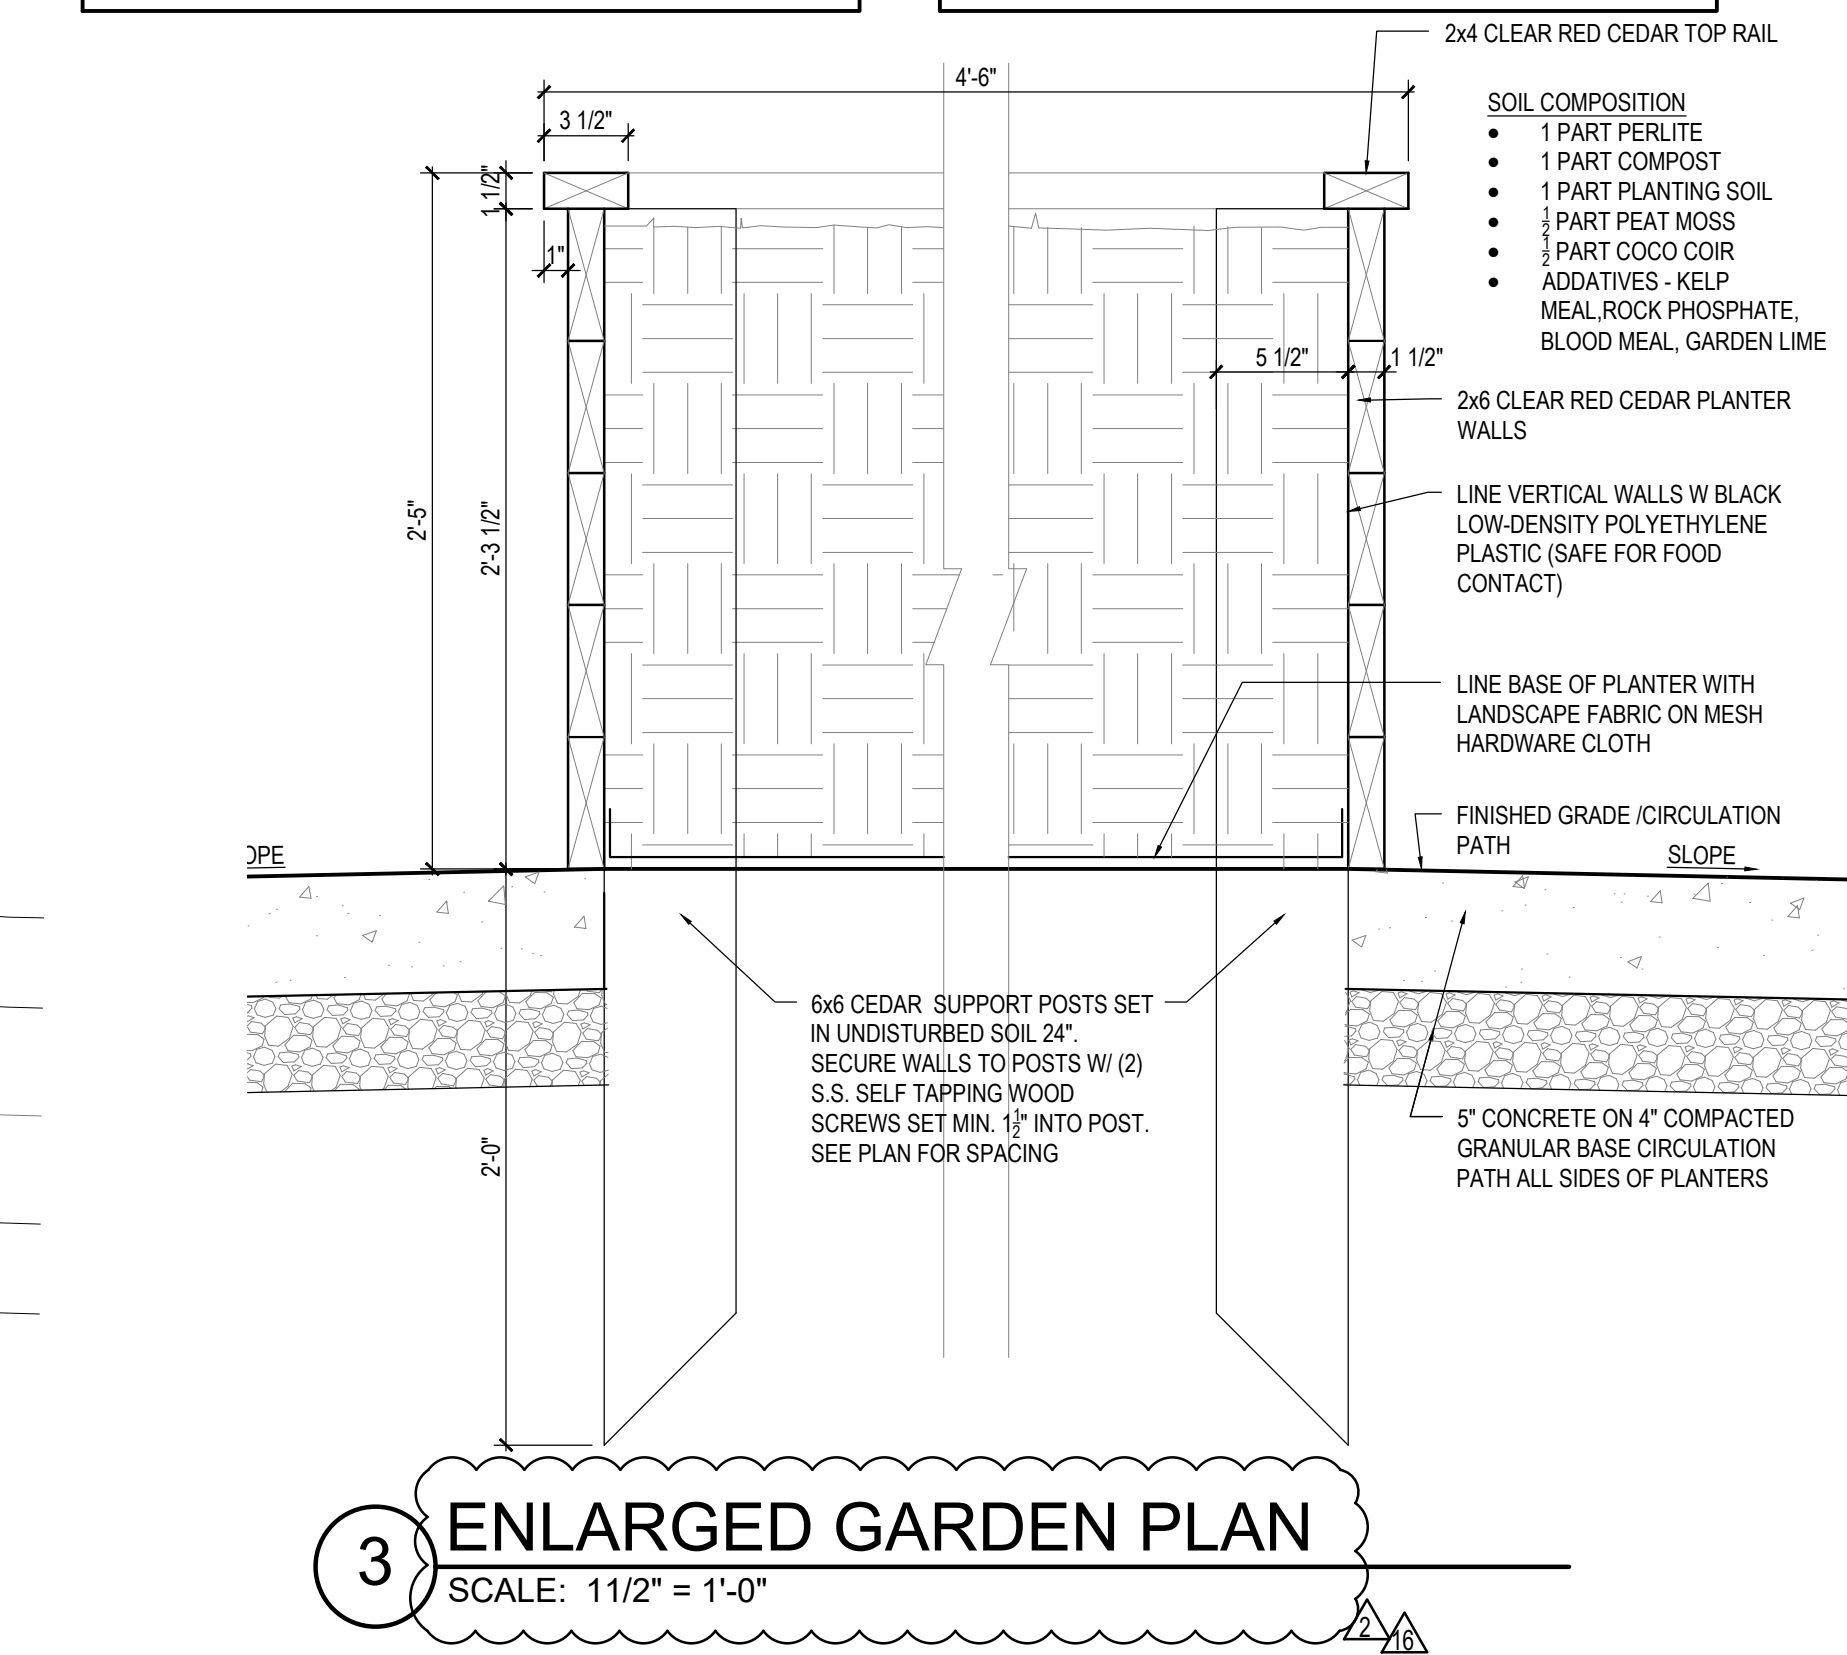 2x4 CLEAR RED CEDAR TOP RAIL
4'-6"
3 1/2"
1 1/2"
1"
SOIL COMPOSITION
● 1 PART PERLITE
● 1 PART COMPOST
● 1 PART PLANTING SOIL
● 1/2 PART PEAT MOSS
● 1/2 PART COCO COIR
● ADDATIVES - KELP
MEAL,ROCK PHOSPHATE,
BLOOD MEAL, GARDEN LIME
5 1/2"
1 1/2"
2x6 CLEAR RED CEDAR PLANTER
WALLS
2'-5"
2'-3 1/2"
LINE VERTICAL WALLS W BLACK
LOW-DENSITY POLYETHYLENE
PLASTIC (SAFE FOR FOOD
CONTACT)
LINE BASE OF PLANTER WITH
LANDSCAPE FABRIC ON MESH
HARDWARE CLOTH
FINISHED GRADE /CIRCULATION
PATH
OPE
SLOPE
6x6 CEDAR SUPPORT POSTS SET
IN UNDISTURBED SOIL 24".
SECURE WALLS TO POSTS W/ (2)
S.S. SELF TAPPING WOOD
SCREWS SET MIN. 1 1/2" INTO POST.
SEE PLAN FOR SPACING
2'-0"
5" CONCRETE ON 4" COMPACTED
GRANULAR BASE CIRCULATION
PATH ALL SIDES OF PLANTERS
3
ENLARGED GARDEN PLAN
SCALE: 11/2" = 1'-0"
2
16